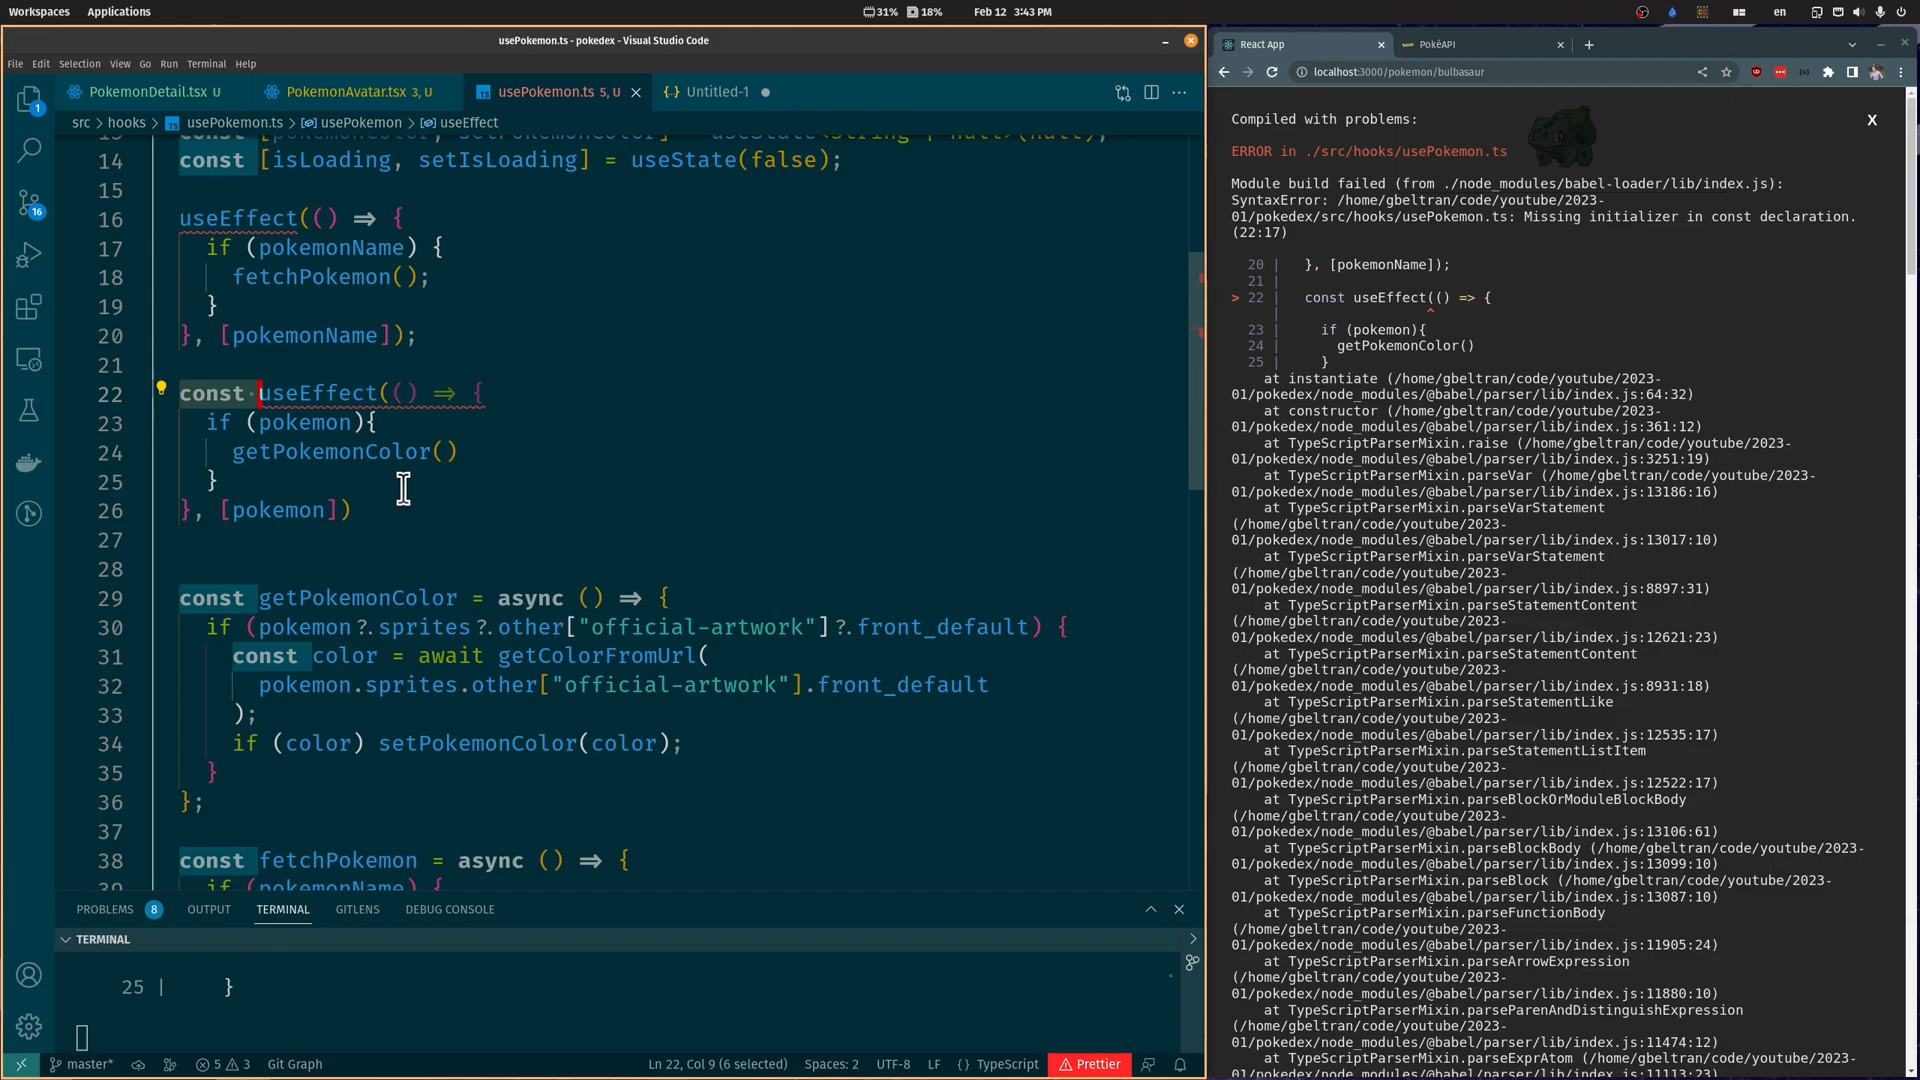 Workspaces Applications 31% 18% Feb 12 3:43 PM en
usePokemon.ts - pokedex - Visual Studio Code
File Edit Selection View Go Run Terminal Help
PokemonDetail.tsx U PokemonAvatar.tsx 3, U usePokemon.ts 5, U Untitled-1
src > hooks > usePokemon.ts > usePokemon > useEffect
14 const [isLoading, setIsLoading] = useState(false);
15
16 useEffect(() => {
17 if (pokemonName) {
18 fetchPokemon();
19 }
20 }, [pokemonName]);
21
22 const useEffect(() => {
23 if (pokemon){
24 getPokemonColor()
25 }
26 }, [pokemon])
27
28
29 const getPokemonColor = async () => {
30 if (pokemon?.sprites?.other["official-artwork"]?.front_default) {
31 const color = await getColorFromUrl(
32 pokemon.sprites.other["official-artwork"].front_default
33 );
34 if (color) setPokemonColor(color);
35 }
36 };
37
38 const fetchPokemon = async () => {
39 if (pokemonName) {
PROBLEMS 8 OUTPUT TERMINAL GITLENS DEBUG CONSOLE
TERMINAL
25 | }
master* 5 3 Git Graph Ln 22, Col 9 (6 selected) Spaces: 2 UTF-8 LF {} TypeScript Prettier
1
16
React App PokéAPI
localhost:3000/pokemon/bulbasaur
Compiled with problems: X
ERROR in ./src/hooks/usePokemon.ts
Module build failed (from ./node_modules/babel-loader/lib/index.js):
SyntaxError: /home/gbeltran/code/youtube/2023-
01/pokedex/src/hooks/usePokemon.ts: Missing initializer in const declaration.
(22:17)
20 | }, [pokemonName]);
21 |
> 22 | const useEffect(() => {
| ^
23 | if (pokemon){
24 | getPokemonColor()
25 | }
at instantiate (/home/gbeltran/code/youtube/2023-
01/pokedex/node_modules/@babel/parser/lib/index.js:64:32)
at constructor (/home/gbeltran/code/youtube/2023-
01/pokedex/node_modules/@babel/parser/lib/index.js:361:12)
at TypeScriptParserMixin.raise (/home/gbeltran/code/youtube/2023-
01/pokedex/node_modules/@babel/parser/lib/index.js:3251:19)
at TypeScriptParserMixin.parseVar (/home/gbeltran/code/youtube/2023-
01/pokedex/node_modules/@babel/parser/lib/index.js:13186:16)
at TypeScriptParserMixin.parseVarStatement
(/home/gbeltran/code/youtube/2023-
01/pokedex/node_modules/@babel/parser/lib/index.js:13017:10)
at TypeScriptParserMixin.parseVarStatement
(/home/gbeltran/code/youtube/2023-
01/pokedex/node_modules/@babel/parser/lib/index.js:8897:31)
at TypeScriptParserMixin.parseStatementContent
(/home/gbeltran/code/youtube/2023-
01/pokedex/node_modules/@babel/parser/lib/index.js:12621:23)
at TypeScriptParserMixin.parseStatementContent
(/home/gbeltran/code/youtube/2023-
01/pokedex/node_modules/@babel/parser/lib/index.js:8931:18)
at TypeScriptParserMixin.parseStatementLike
(/home/gbeltran/code/youtube/2023-
01/pokedex/node_modules/@babel/parser/lib/index.js:12535:17)
at TypeScriptParserMixin.parseStatementListItem
(/home/gbeltran/code/youtube/2023-
01/pokedex/node_modules/@babel/parser/lib/index.js:12522:17)
at TypeScriptParserMixin.parseBlockOrModuleBlockBody
(/home/gbeltran/code/youtube/2023-
01/pokedex/node_modules/@babel/parser/lib/index.js:13106:61)
at TypeScriptParserMixin.parseBlockBody (/home/gbeltran/code/youtube/2023-
01/pokedex/node_modules/@babel/parser/lib/index.js:13099:10)
at TypeScriptParserMixin.parseBlock (/home/gbeltran/code/youtube/2023-
01/pokedex/node_modules/@babel/parser/lib/index.js:13087:10)
at TypeScriptParserMixin.parseFunctionBody
(/home/gbeltran/code/youtube/2023-
01/pokedex/node_modules/@babel/parser/lib/index.js:11905:24)
at TypeScriptParserMixin.parseArrowExpression
(/home/gbeltran/code/youtube/2023-
01/pokedex/node_modules/@babel/parser/lib/index.js:11880:10)
at TypeScriptParserMixin.parseParenAndDistinguishExpression
(/home/gbeltran/code/youtube/2023-
01/pokedex/node_modules/@babel/parser/lib/index.js:11474:12)
at TypeScriptParserMixin.parseExprAtom (/home/gbeltran/code/youtube/2023-
01/pokedex/node_modules/@babel/parser/lib/index.js:11113:23)